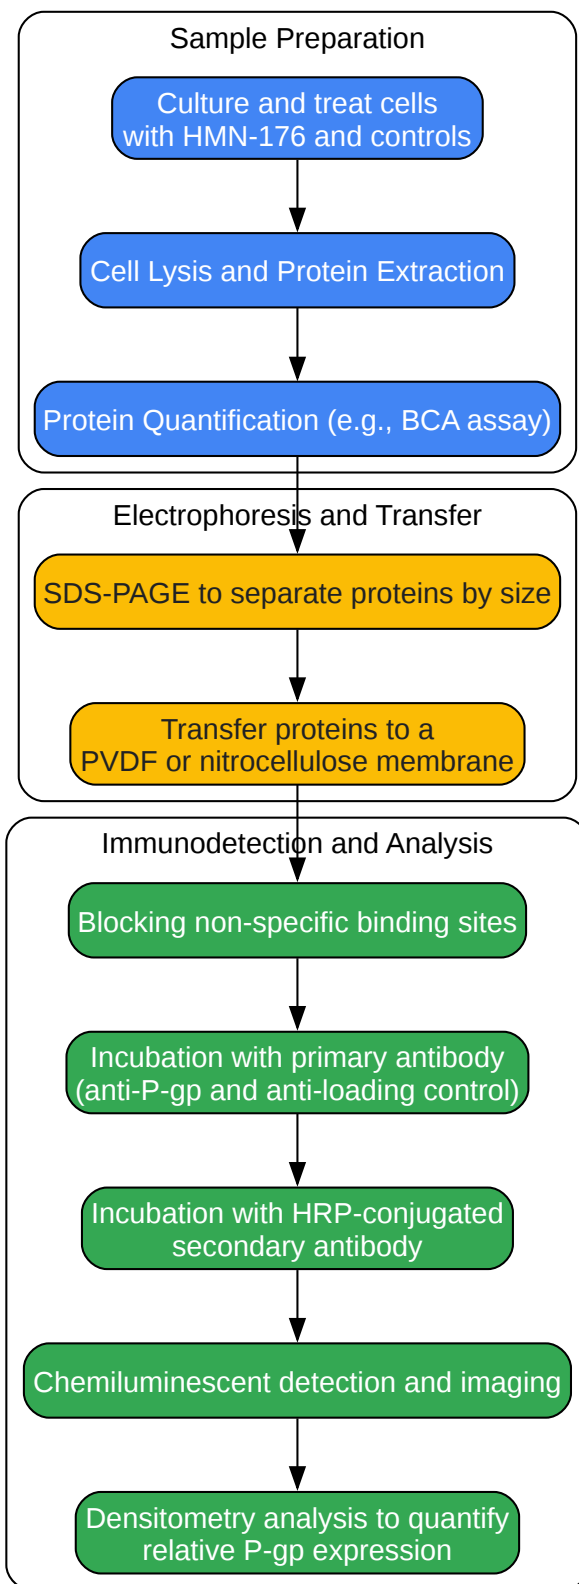 Sample Preparation
Culture and treat cells
with HMN-176 and controls
Cell Lysis and Protein Extraction
Protein Quantification (e.g., BCA assay)
Electrophoresis and Transfer
SDS-PAGE to separate proteins by size
Transfer proteins to a
PVDF or nitrocellulose membrane
Immunodetection and Analysis
Blocking non-specific binding sites
Incubation with primary antibody
(anti-P-gp and anti-loading control)
Incubation with HRP-conjugated
secondary antibody
Chemiluminescent detection and imaging
Densitometry analysis to quantify
relative P-gp expression